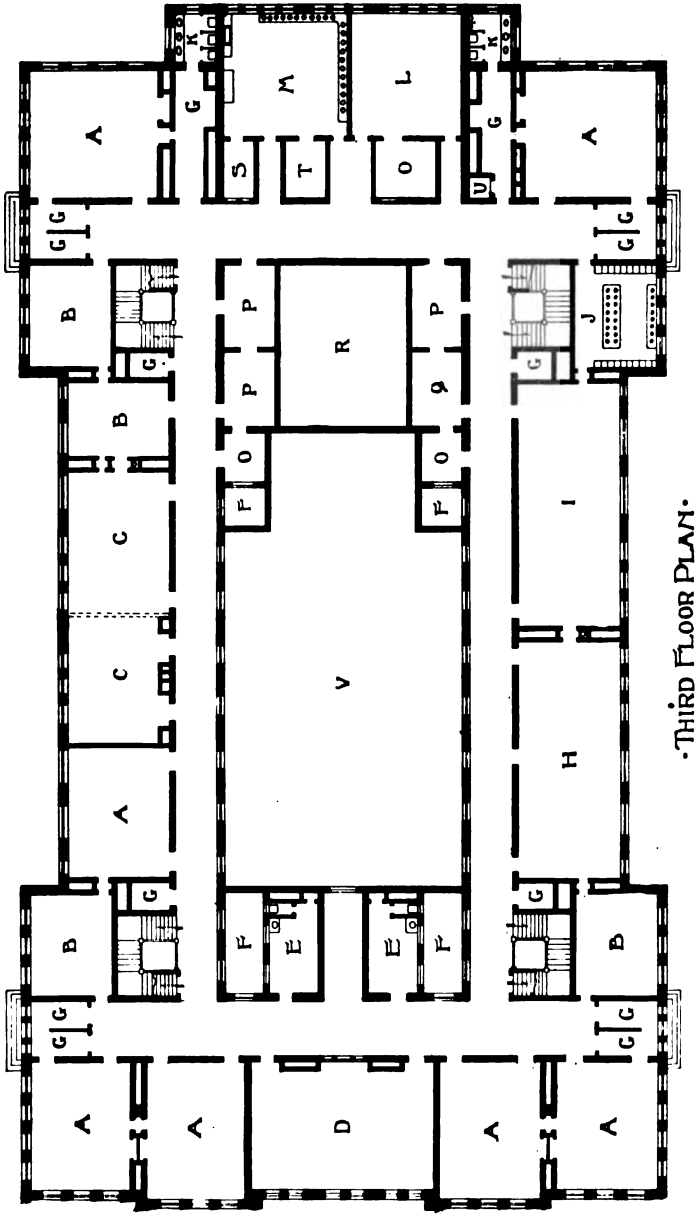 G G G G
B B
A A
A C C B
G G
A G K
F F O P P S
E M
T
D V R
E
O L
F F O Q P
U
A G K
G G
H I
J A
A B
G G G G
·THIRD FLOOR PLAN·